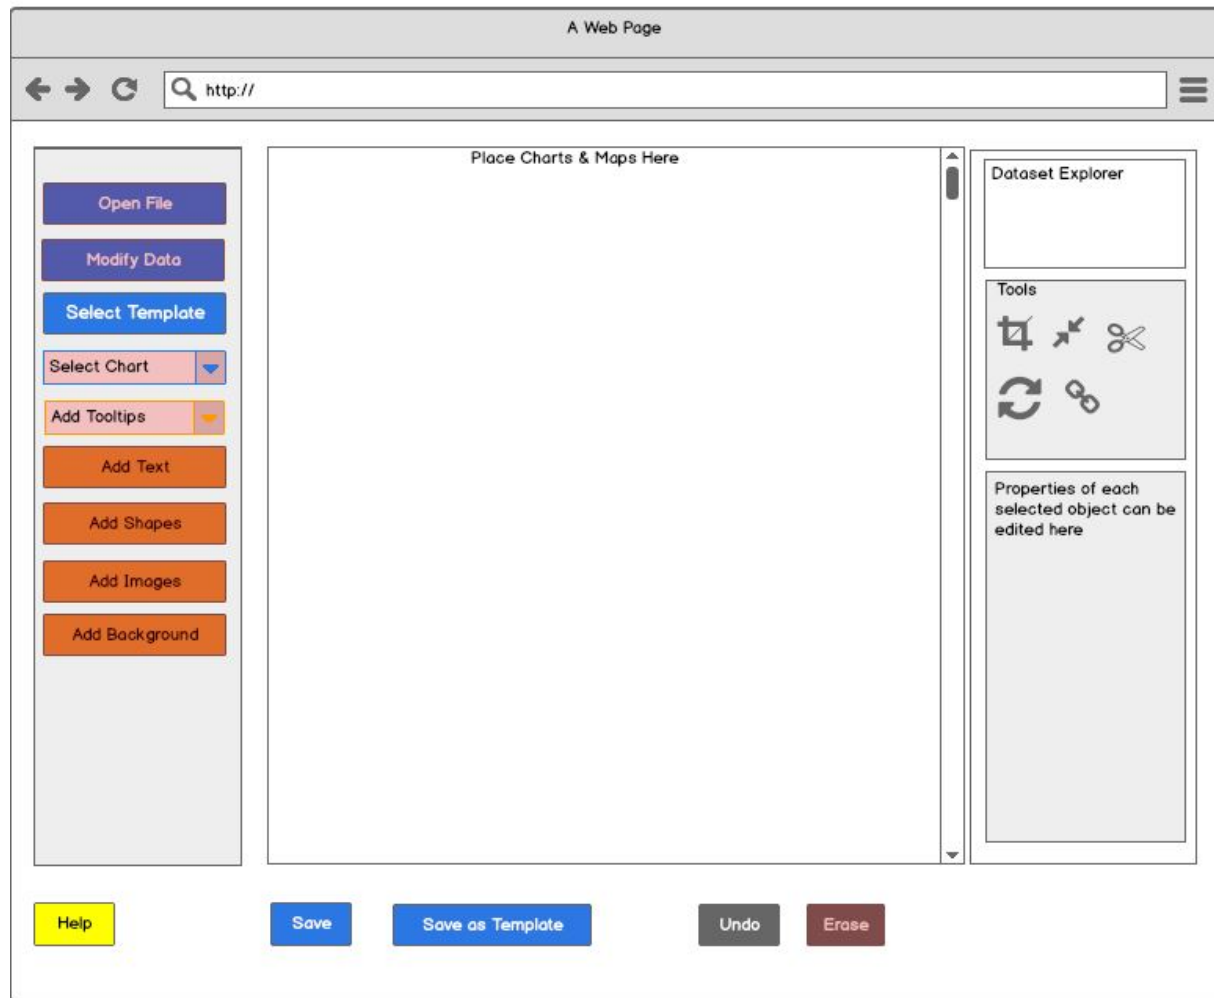 A Web Page
http://
Open File
Modify Data
Select Template
Select Chart
Add Tooltips
Add Text
Add Shapes
Add Images
Add Background
Place Charts & Maps Here
Dataset Explorer
Tools
Properties of each
selected object can be
edited here
Help
Save
Save as Template
Undo
Erase